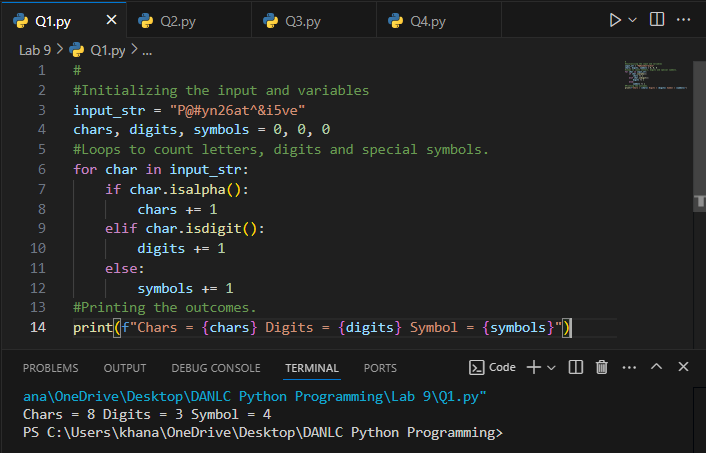 Q1.py Q2.py Q3.py Q4.py
Lab 9 > Q1.py > ...
1 #
2 #Initializing the input and variables
3 input_str = "P@#yn26at^&i5ve"
4 chars, digits, symbols = 0, 0, 0
5 #Loops to count letters, digits and special symbols.
6 for char in input_str:
7     if char.isalpha():
8         chars += 1
9     elif char.isdigit():
10         digits += 1
11     else:
12         symbols += 1
13 #Printing the outcomes.
14 print(f"Chars = {chars} Digits = {digits} Symbol = {symbols}")
PROBLEMS OUTPUT DEBUG CONSOLE TERMINAL PORTS Code
ana\OneDrive\Desktop\DANLC Python Programming\Lab 9\Q1.py"
Chars = 8 Digits = 3 Symbol = 4
PS C:\Users\khana\OneDrive\Desktop\DANLC Python Programming>